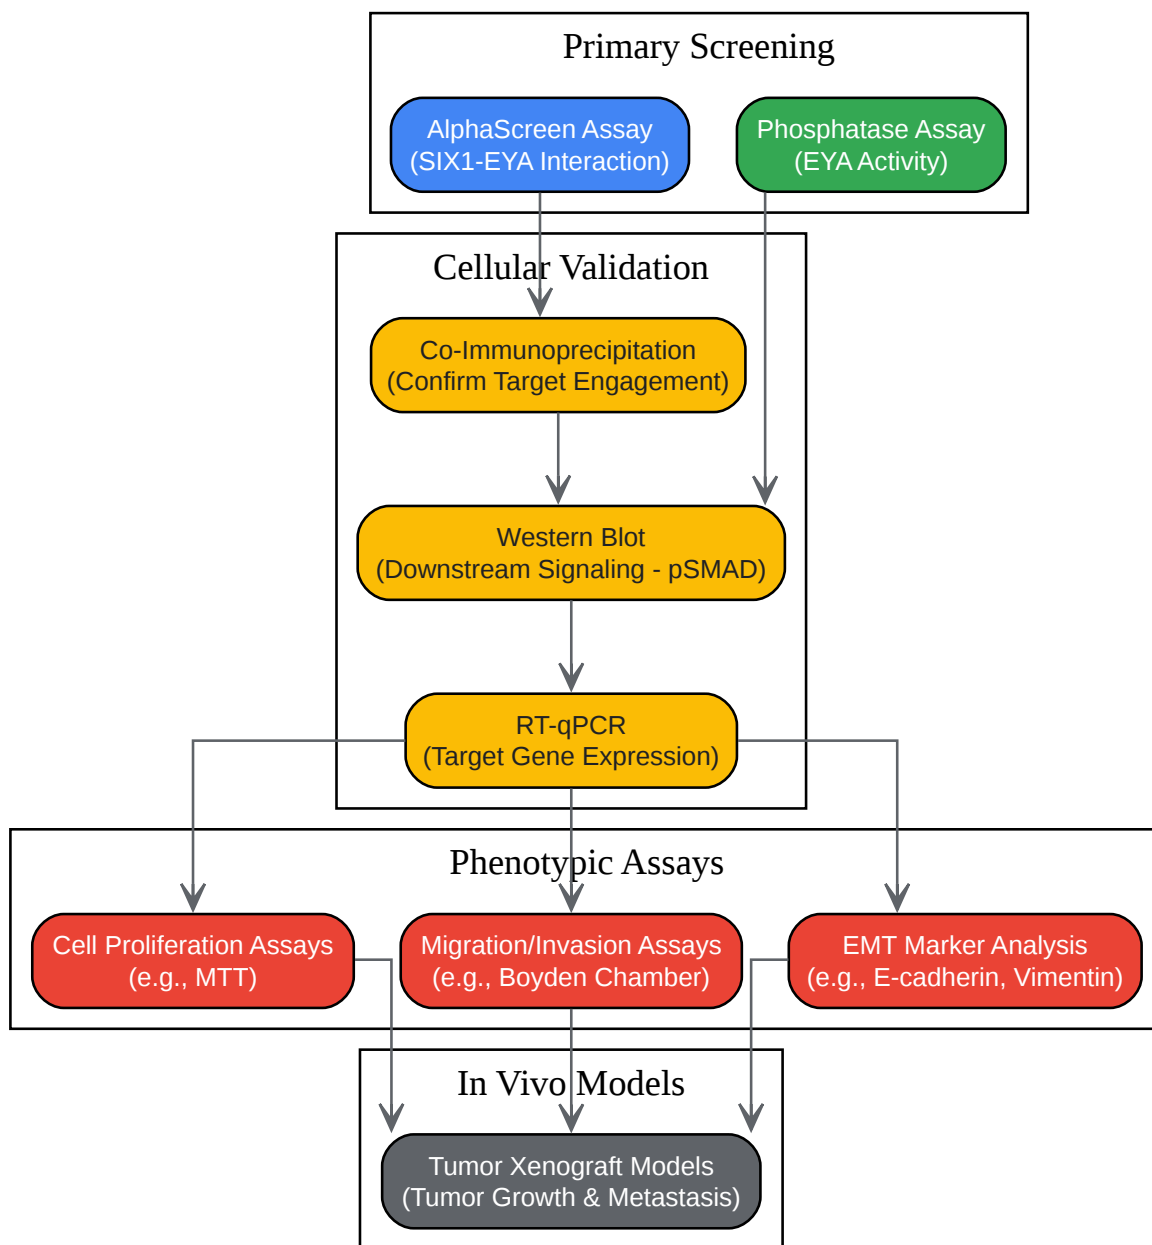 Primary Screening
AlphaScreen Assay
(SIX1-EYA Interaction)
Phosphatase Assay
(EYA Activity)
Cellular Validation
Co-Immunoprecipitation
(Confirm Target Engagement)
Western Blot
(Downstream Signaling - pSMAD)
RT-qPCR
(Target Gene Expression)
Phenotypic Assays
Cell Proliferation Assays
(e.g., MTT)
Migration/Invasion Assays
(e.g., Boyden Chamber)
EMT Marker Analysis
(e.g., E-cadherin, Vimentin)
In Vivo Models
Tumor Xenograft Models
(Tumor Growth & Metastasis)